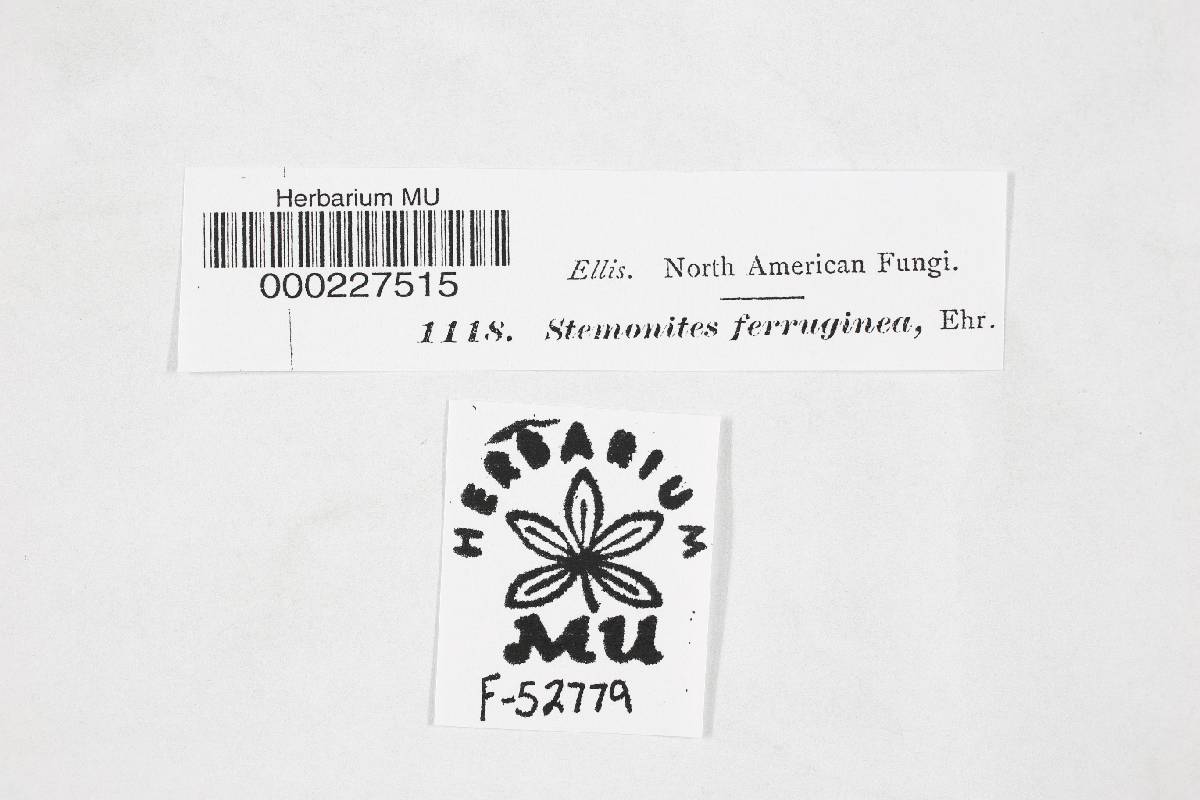 Herbarium MU
000227515
Ellis. North American Fungi.
1118. Stemonites ferruginea, Ehr.
HERBARIUM
MU
F-52779